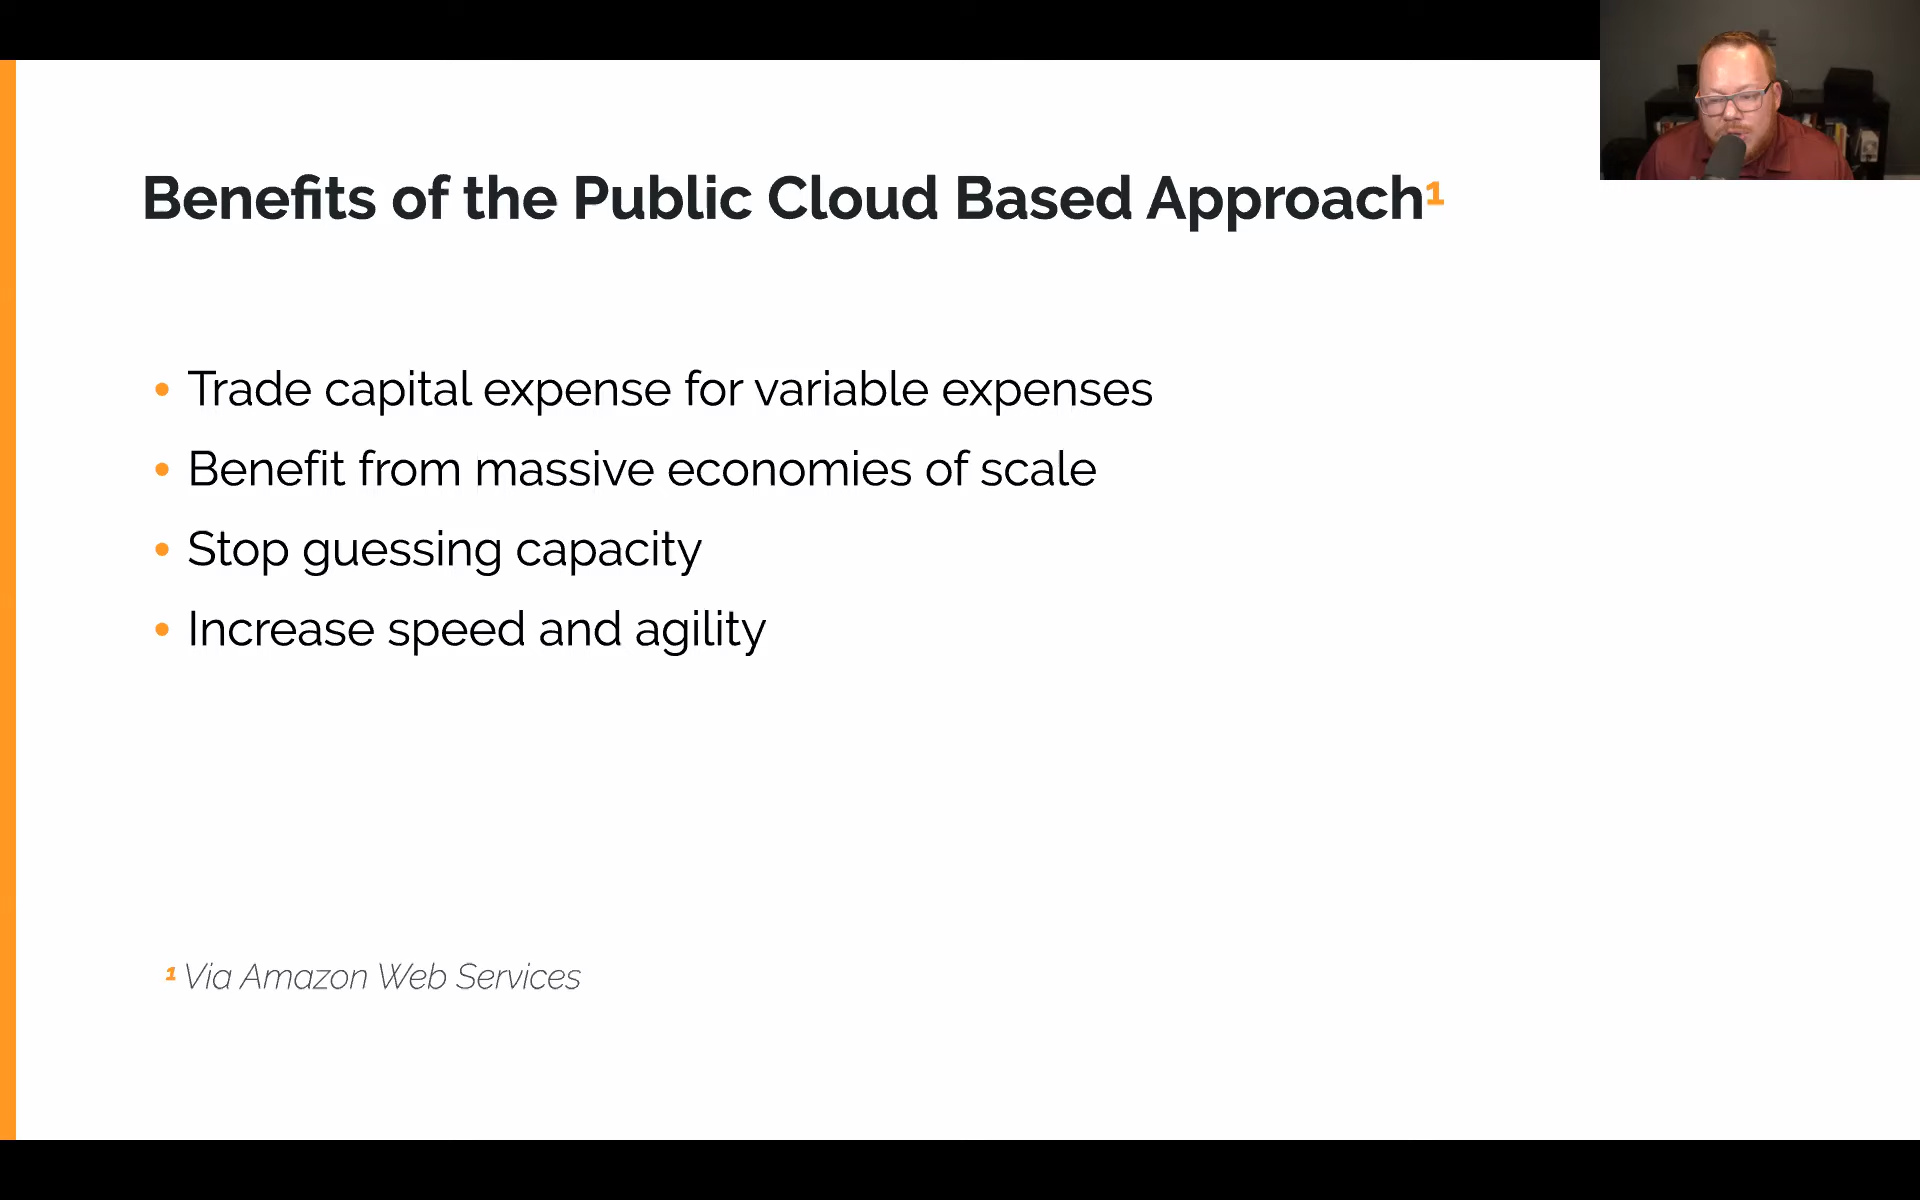 Benefits of the Public Cloud Based Approach¹
• Trade capital expense for variable expenses
• Benefit from massive economies of scale
• Stop guessing capacity
• Increase speed and agility
¹ Via Amazon Web Services